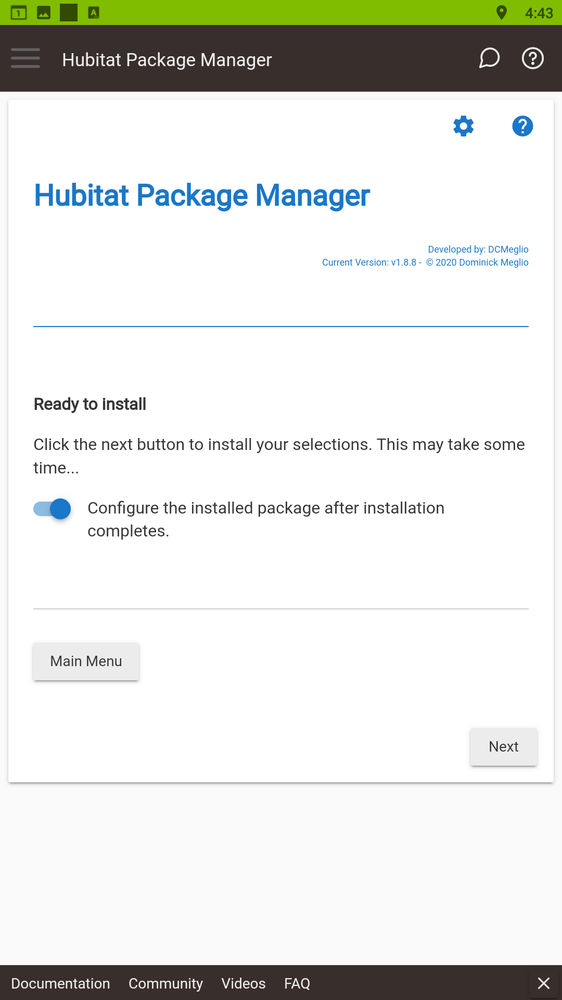 4:43
Hubitat Package Manager
Hubitat Package Manager
Developed by: DCMeglio
Current Version: v1.8.8 - © 2020 Dominick Meglio
Ready to install
Click the next button to install your selections. This may take some
time...
Configure the installed package after installation
completes.
Main Menu
Next
Documentation Community Videos FAQ